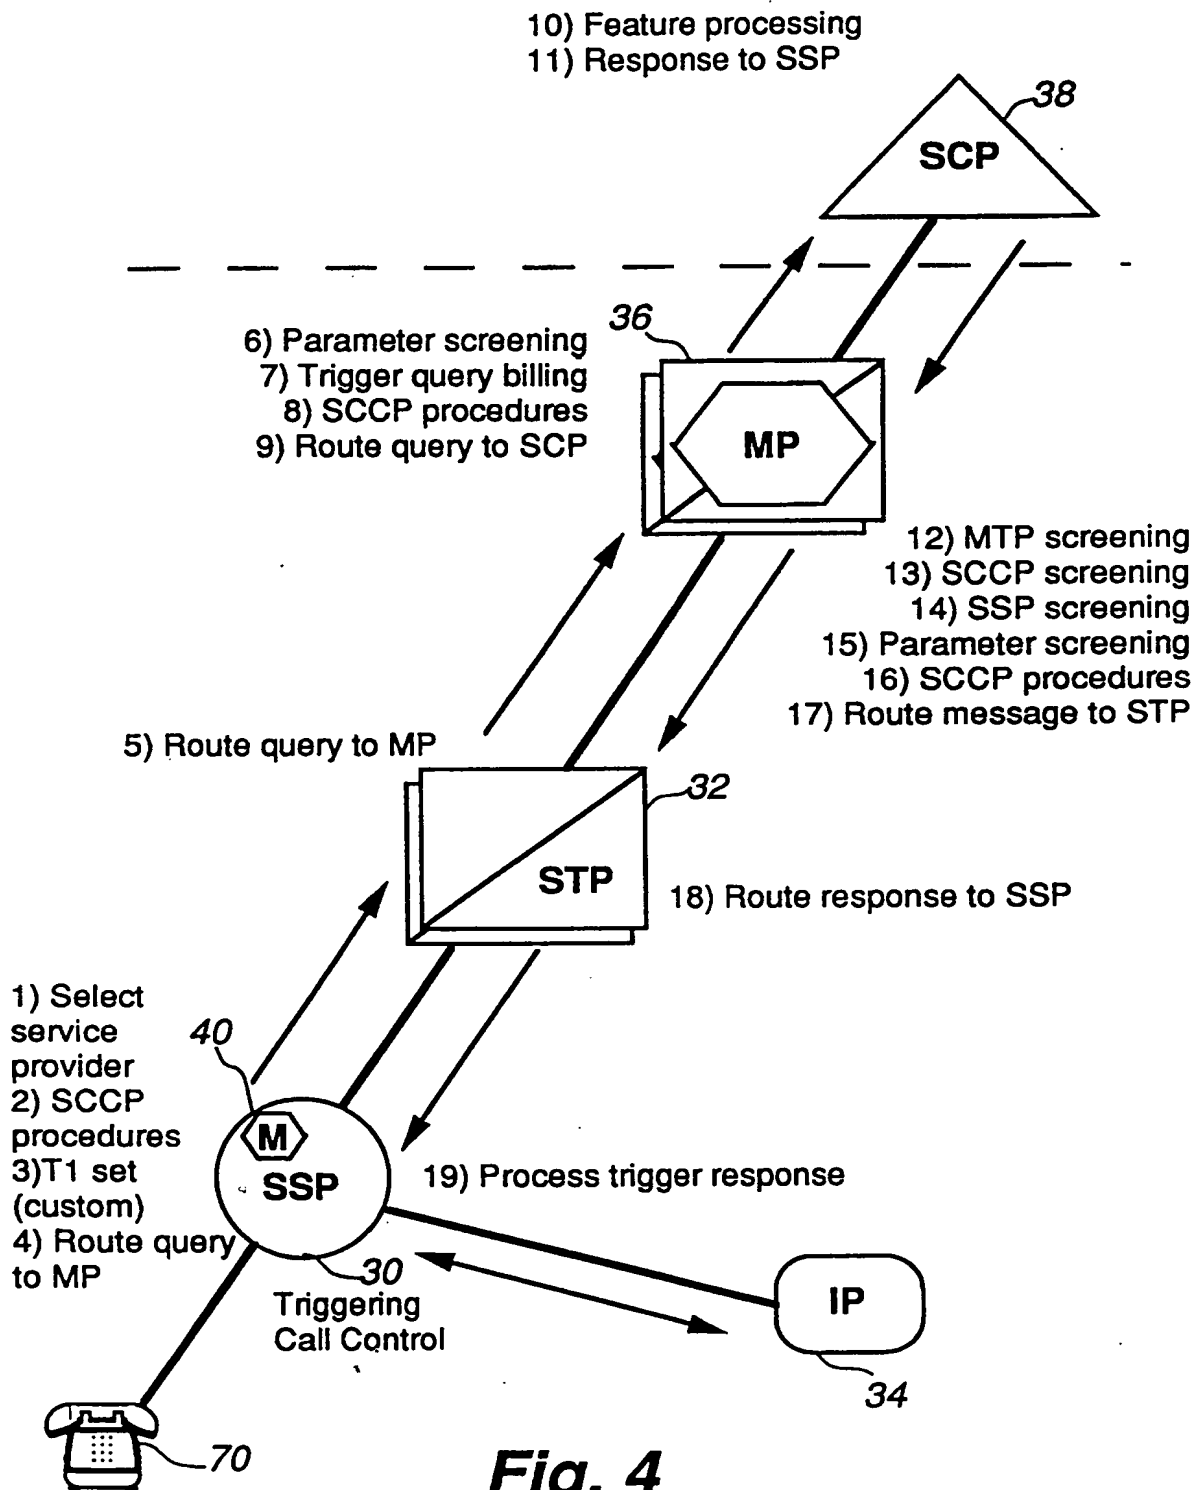 10) Feature processing
11) Response to SSP
38
SCP
36
6) Parameter screening
7) Trigger query billing
8) SCCP procedures
9) Route query to SCP
MP
12) MTP screening
13) SCCP screening
14) SSP screening
15) Parameter screening
16) SCCP procedures
17) Route message to STP
5) Route query to MP
32
STP
18) Route response to SSP
1) Select
service
provider
2) SCCP
procedures
3)T1 set
(custom)
4) Route query
to MP
40
M
SSP
19) Process trigger response
30
Triggering
Call Control
IP
34
70
Fig. 4